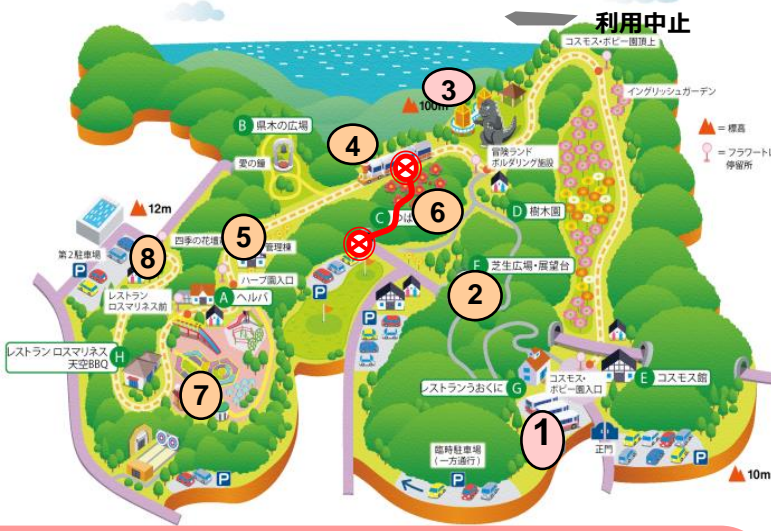 利用中止
コスモス・ポピー園頂上
イングリッシュガーデン
3
100m
= 標高
= フラワートレ
停留所
B 県木の広場
4
愛の鐘
冒険ランド
ボルダリング施設
12m
C つば
6
D 樹木園
5
四季の花壇
管理棟
第2駐車場
8
P
ハーブ園入口
F 芝生広場・展望台
2
A ヘルバ
P
レストラン
ロスマリネス前
レストラン ロスマリネス
天空BBQ
H
P
7
レストランうおくに G
コスモス・
ポピー園入口
E コスモス館
1
正門
臨時駐車場
(一方通行)
P
P
P
10m